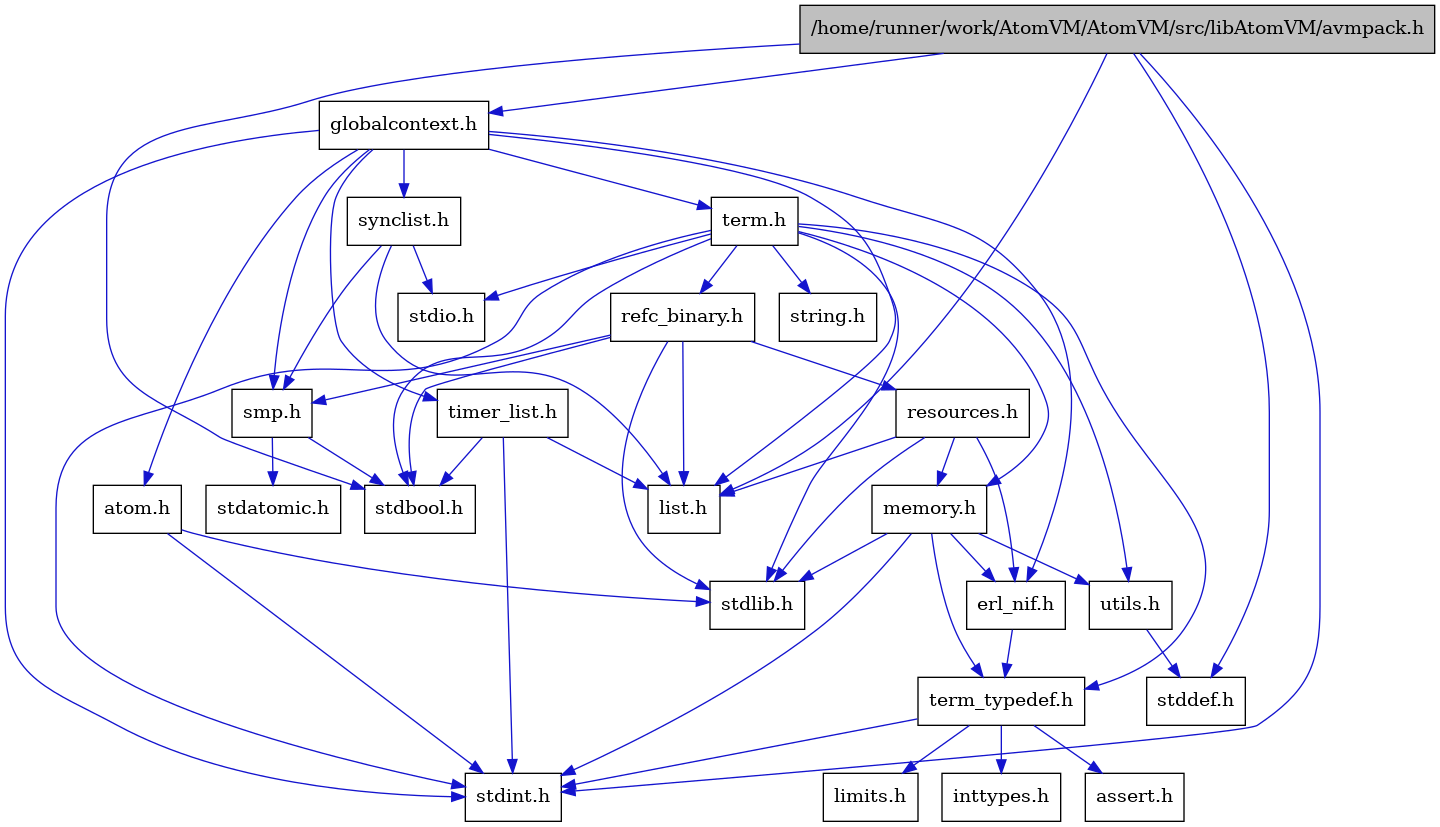 /home/runner/work/AtomVM/AtomVM/src/libAtomVM/avmpack.h
globalcontext.h
synclist.h
term.h
stdio.h
refc_binary.h
string.h
smp.h
timer_list.h
resources.h
atom.h
stdatomic.h
stdbool.h
list.h
memory.h
stdlib.h
erl_nif.h
utils.h
term_typedef.h
stddef.h
stdint.h
limits.h
inttypes.h
assert.h